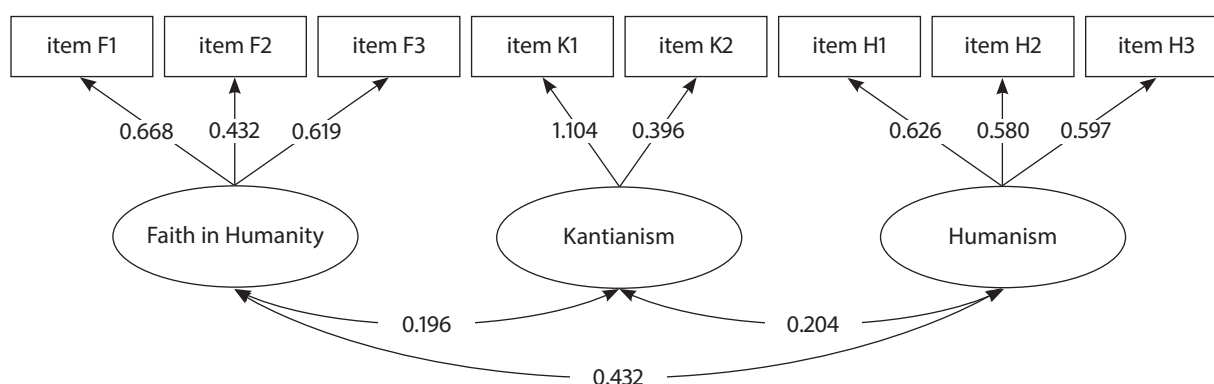 item F1 item F2 item F3 item K1 item K2 item H1 item H2 item H3
0.668 0.432 0.619 1.104 0.396 0.626 0.580 0.597
Faith in Humanity Kantianism Humanism
0.196 0.204
0.432